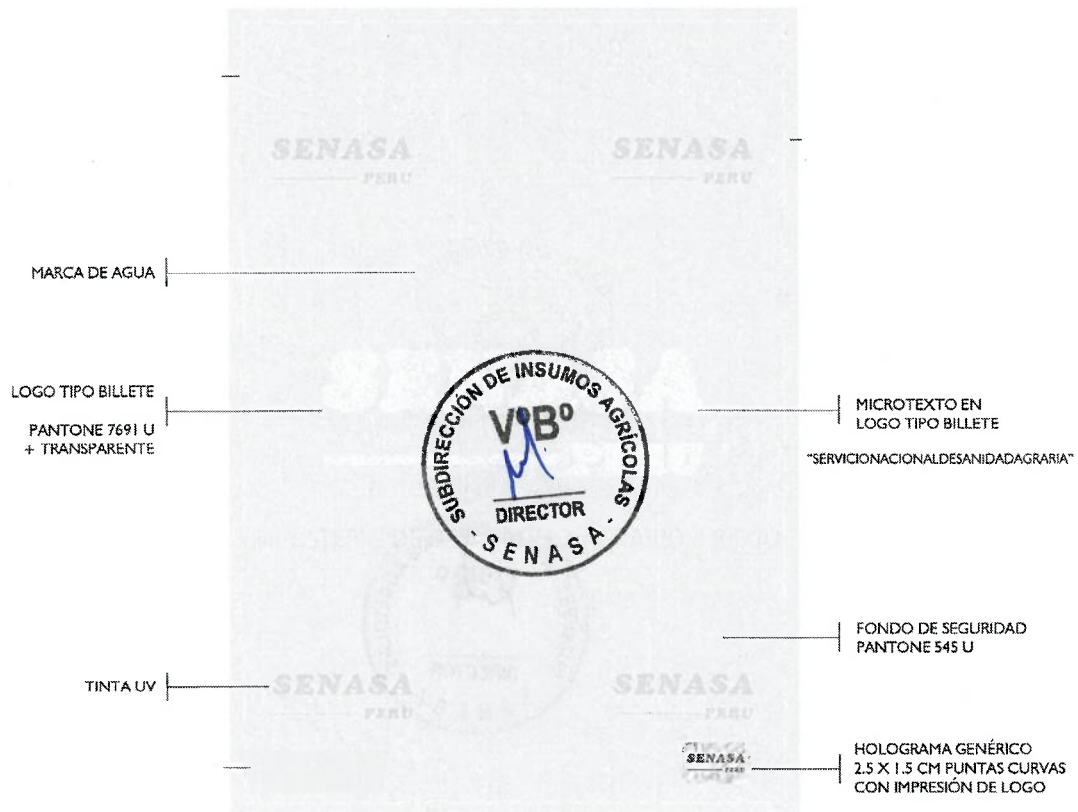 SENASA
PERU
SENASA
PERU
MARCA DE AGUA
LOGO TIPO BILLETE
PANTONE 7691 U
+ TRANSPARENTE
SUBDIRECCIÓN DE INSUMOS AGRÍCOLAS
VºBº
DIRECTOR
- SENASA -
MICROTEXTO EN
LOGO TIPO BILLETE
"SERVICIONACIONALDESANIDADAGRARIA"
FONDO DE SEGURIDAD
PANTONE 545 U
TINTA UV
SENASA
PERU
SENASA
PERU
SENASA
PERU
HOLOGRAMA GENÉRICO
2.5 X 1.5 CM PUNTAS CURVAS
CON IMPRESIÓN DE LOGO